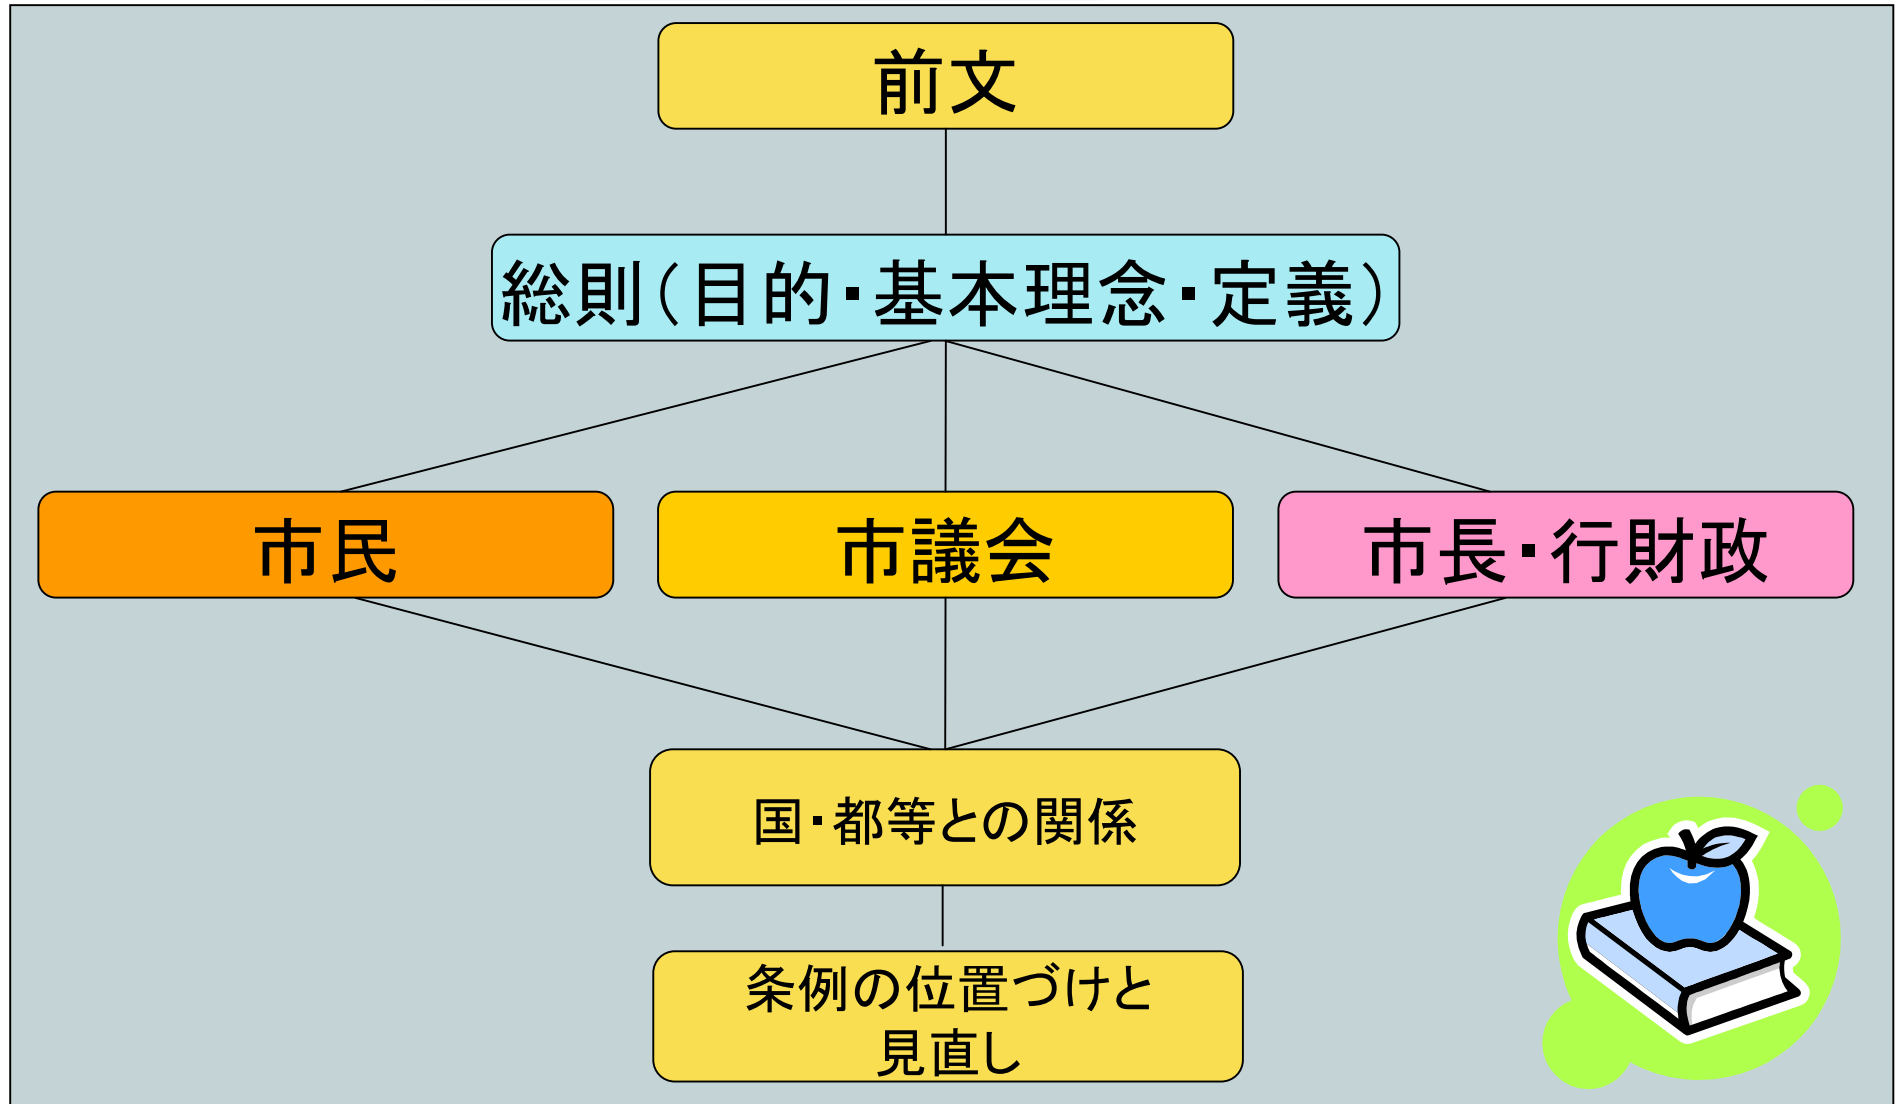 前文
総則(目的・基本理念・定義)
市民
市議会
市長・行財政
国・都等との関係
条例の位置づけと
見直し